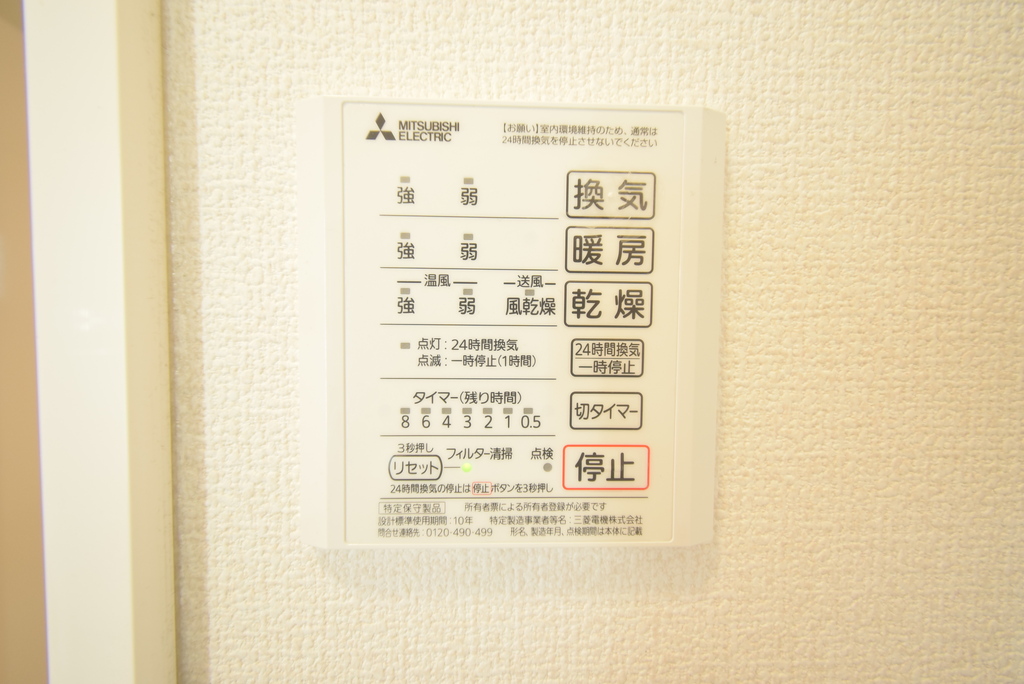 MITSUBISHI
ELECTRIC
【お願い】室内環境維持のため、通常は
24時間換気を停止させないでください
強 弱 換気
強 弱 暖房
温風 送風
強 弱 風乾燥 乾燥
点灯：24時間換気
点滅：一時停止(1時間)
24時間換気
一時停止
タイマー(残り時間)
8 6 4 3 2 1 0.5
切タイマー
3秒押し
リセット フィルター清掃 点検
停止
24時間換気の停止は停止ボタンを3秒押し
特定保守製品 所有者票による所有者登録が必要です
設計標準使用期間：10年 特定製造事業者等名：三菱電機株式会社
問合せ連絡先：0120-490-499 形名、製造年月、点検期間は本体に記載